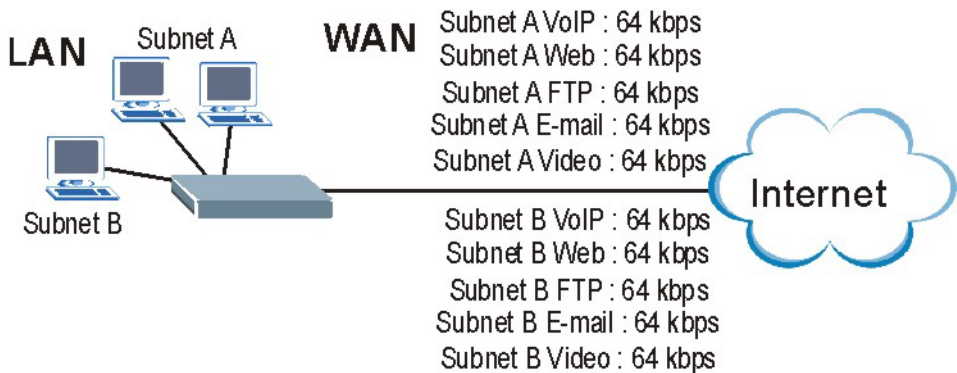 LAN
Subnet A
Subnet B
WAN
Subnet A VoIP : 64 kbps
Subnet A Web : 64 kbps
Subnet A FTP : 64 kbps
Subnet A E-mail : 64 kbps
Subnet A Video : 64 kbps
Internet
Subnet B VoIP : 64 kbps
Subnet B Web : 64 kbps
Subnet B FTP : 64 kbps
Subnet B E-mail : 64 kbps
Subnet B Video : 64 kbps